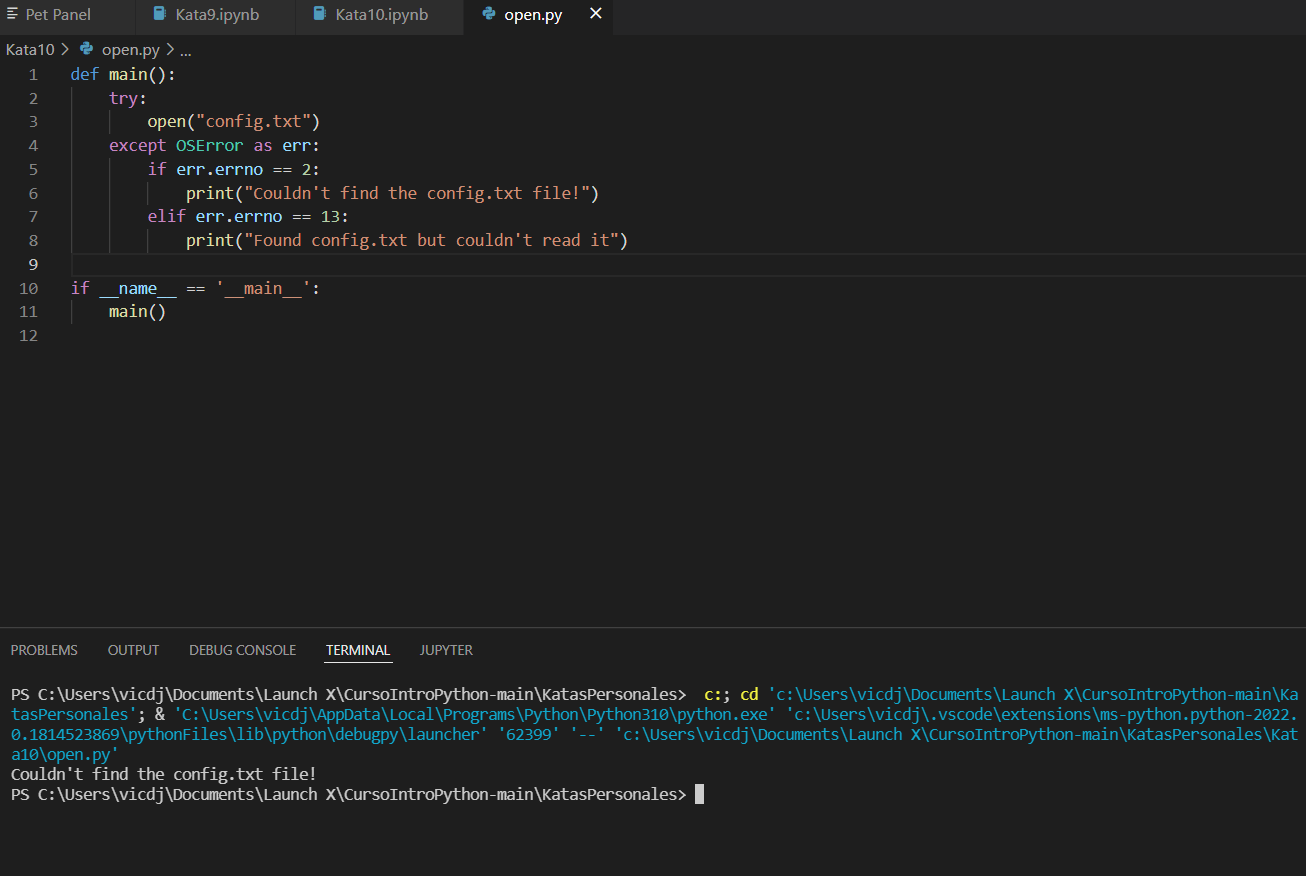 Pet Panel
Kata9.ipynb
Kata10.ipynb
open.py
Kata10 > open.py > ...
1 def main():
2     try:
3         open("config.txt")
4     except OSError as err:
5         if err.errno == 2:
6             print("Couldn't find the config.txt file!")
7         elif err.errno == 13:
8             print("Found config.txt but couldn't read it")
9
10 if __name__ == '__main__':
11     main()
12
PROBLEMS OUTPUT DEBUG CONSOLE TERMINAL JUPYTER
PS C:\Users\vicdj\Documents\Launch X\CursoIntroPython-main\KatasPersonales>  c:; cd 'c:\Users\vicdj\Documents\Launch X\CursoIntroPython-main\Ka
tasPersonales'; & 'C:\Users\vicdj\AppData\Local\Programs\Python\Python310\python.exe' 'c:\Users\vicdj\.vscode\extensions\ms-python.python-2022.
0.1814523869\pythonFiles\lib\python\debugpy\launcher' '62399' '--' 'c:\Users\vicdj\Documents\Launch X\CursoIntroPython-main\KatasPersonales\Kat
a10\open.py'
Couldn't find the config.txt file!
PS C:\Users\vicdj\Documents\Launch X\CursoIntroPython-main\KatasPersonales>